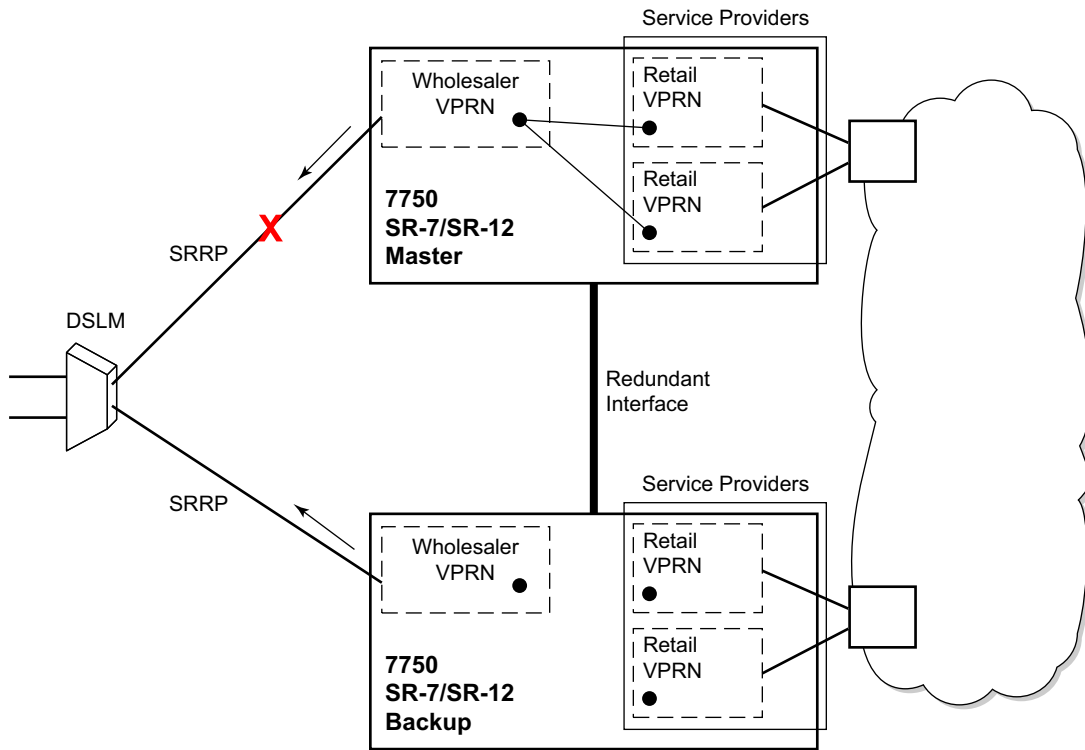 Service Providers
Wholesaler
VPRN
Retail
VPRN
Retail
VPRN
7750
SR-7/SR-12
Master
X
SRRP
DSLM
Redundant
Interface
SRRP
Service Providers
Wholesaler
VPRN
Retail
VPRN
Retail
VPRN
7750
SR-7/SR-12
Backup